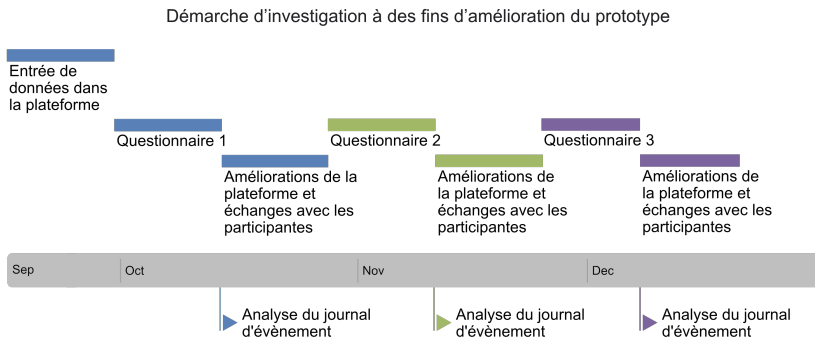 Démarche d'investigation à des fins d'amélioration du prototype
Entrée de
données dans
la plateforme
Questionnaire 1
Améliorations de la
plateforme et
échanges avec les
participantes
Questionnaire 2
Améliorations de
la plateforme et
échanges avec les
participantes
Questionnaire 3
Améliorations de
la plateforme et
échanges avec les
participantes
Sep
Oct
Nov
Dec
Analyse du journal
d'évènement
Analyse du journal
d'évènement
Analyse du journal
d'évènement